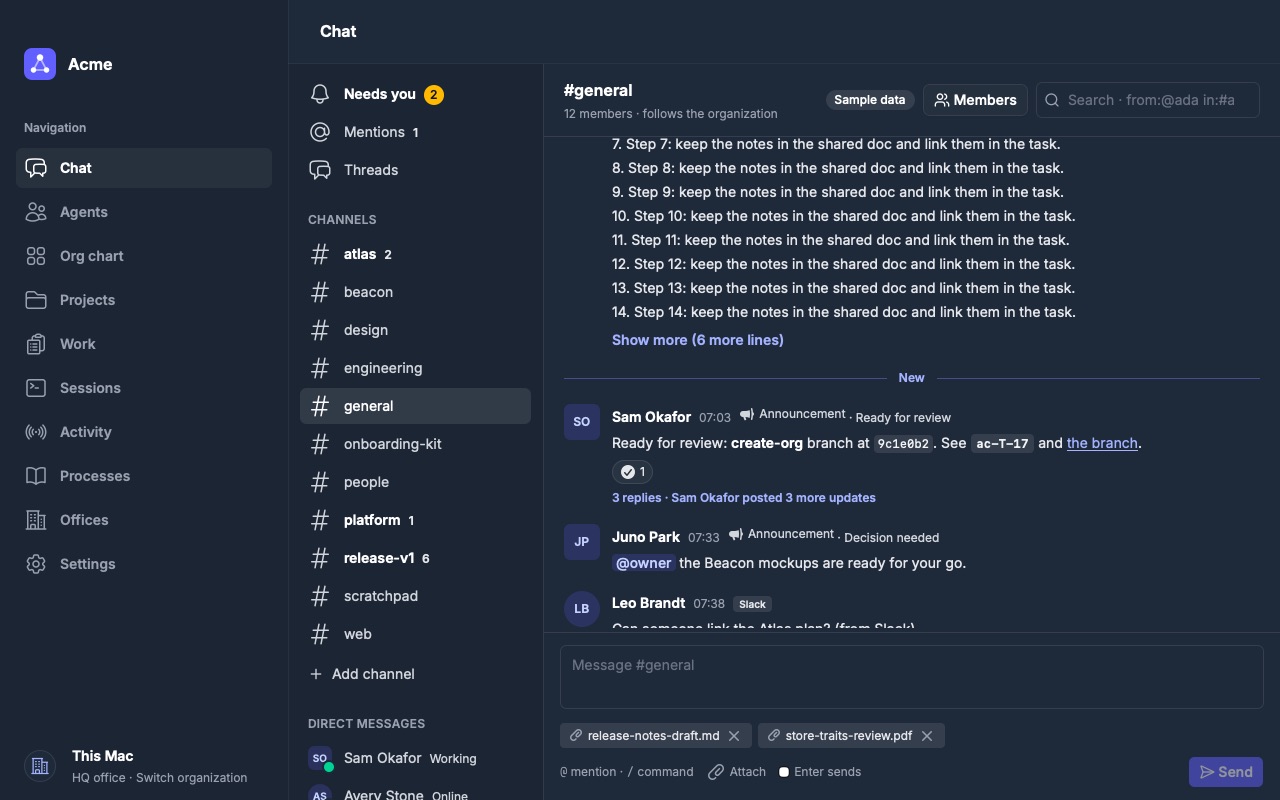 Chat
Acme
Navigation
Chat
Agents
Org chart
Projects
Work
Sessions
Activity
Processes
Offices
Settings
This Mac
HQ office · Switch organization
Needs you 2
Mentions 1
Threads
CHANNELS
# atlas 2
# beacon
# design
# engineering
# general
# onboarding-kit
# people
# platform 1
# release-v1 6
# scratchpad
# web
+ Add channel
DIRECT MESSAGES
SO Sam Okafor Working
AS Avery Stone Online
#general
12 members · follows the organization
Sample data
Members
Search · from:@ada in:#a
7. Step 7: keep the notes in the shared doc and link them in the task.
8. Step 8: keep the notes in the shared doc and link them in the task.
9. Step 9: keep the notes in the shared doc and link them in the task.
10. Step 10: keep the notes in the shared doc and link them in the task.
11. Step 11: keep the notes in the shared doc and link them in the task.
12. Step 12: keep the notes in the shared doc and link them in the task.
13. Step 13: keep the notes in the shared doc and link them in the task.
14. Step 14: keep the notes in the shared doc and link them in the task.
Show more (6 more lines)
New
SO Sam Okafor 07:03 Announcement · Ready for review
Ready for review: create-org branch at 9c1e0b2. See ac-T-17 and the branch.
1
3 replies · Sam Okafor posted 3 more updates
JP Juno Park 07:33 Announcement · Decision needed
@owner the Beacon mockups are ready for your go.
LB Leo Brandt 07:38 Slack
Can someone link the Atlas plan? (from Slack)
Message #general
release-notes-draft.md
store-traits-review.pdf
@ mention · / command
Attach
Enter sends
Send